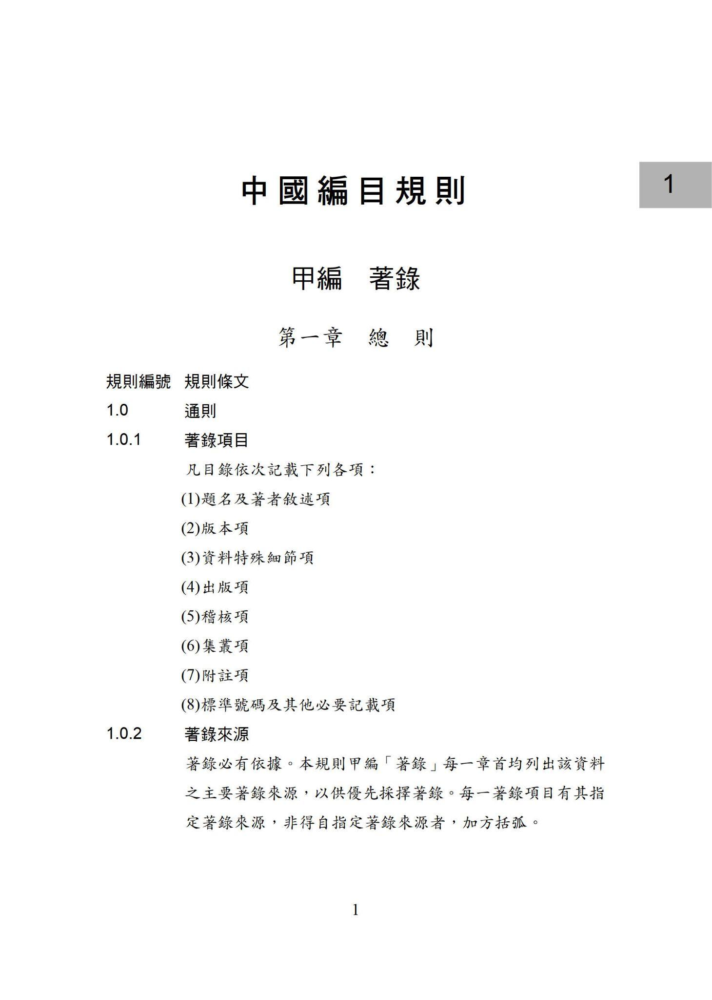 中國編目規則
1
甲編　著錄
第一章　總　則
規則編號 規則條文
1.0 通則
1.0.1 著錄項目
凡目錄依次記載下列各項：
(1)題名及著者敘述項
(2)版本項
(3)資料特殊細節項
(4)出版項
(5)稽核項
(6)集叢項
(7)附註項
(8)標準號碼及其他必要記載項
1.0.2 著錄來源
著錄必有依據。本規則甲編「著錄」每一章首均列出該資料
之主要著錄來源，以供優先採擇著錄。每一著錄項目有其指
定著錄來源，非得自指定著錄來源者，加方括弧。
1